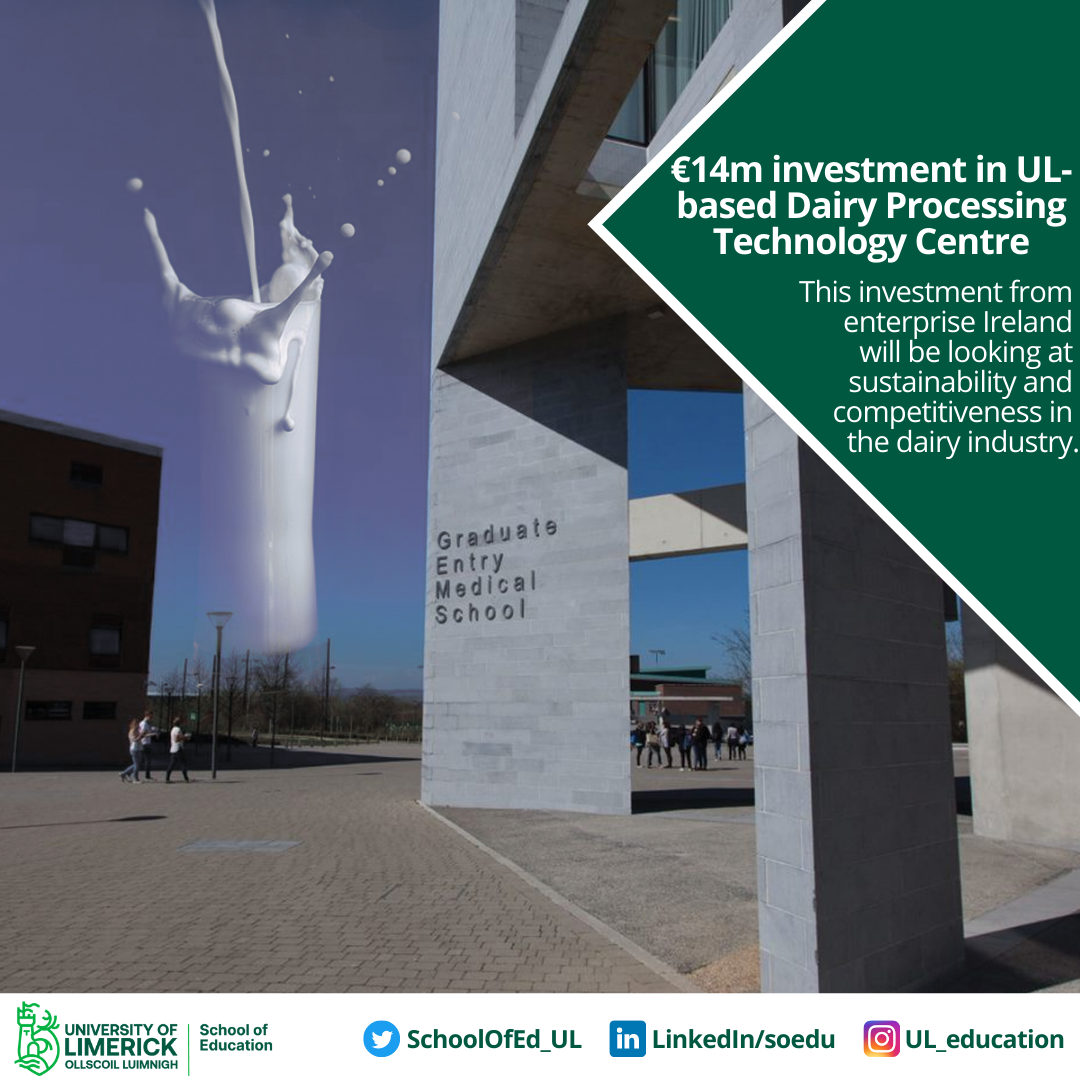 €14m investment in UL-
based Dairy Processing
Technology Centre
This investment from
enterprise Ireland
will be looking at
sustainability and
competitiveness in
the dairy industry.
Graduate
Entry
Medical
School
UNIVERSITY OF
LIMERICK
OLLSCOIL LUIMNIGH
School of
Education
SchoolOfEd_UL
LinkedIn/soedu
UL_education